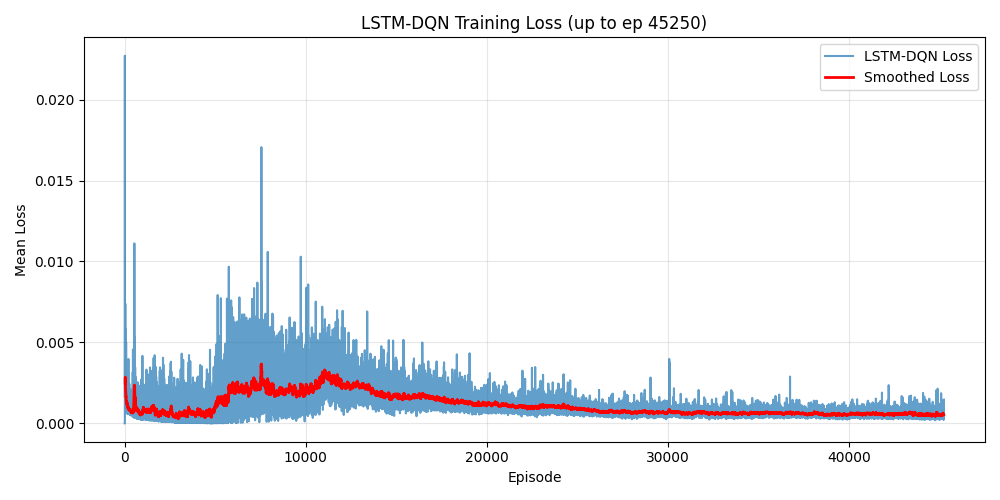 LSTM-DQN Training Loss (up to ep 45250)
LSTM-DQN Loss
Smoothed Loss
Mean Loss
0.020
0.015
0.010
0.005
0.000
0
10000
20000
30000
40000
Episode